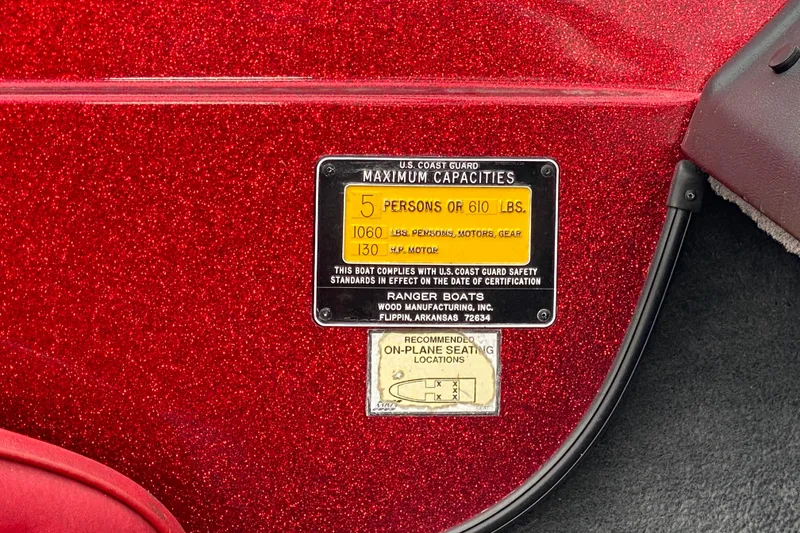 U.S. COAST GUARD
MAXIMUM CAPACITIES
5 PERSONS OR 610 LBS.
1060 LBS. PERSONS, MOTORS, GEAR
130 H.P. MOTOR
THIS BOAT COMPLIES WITH U.S. COAST GUARD SAFETY
STANDARDS IN EFFECT ON THE DATE OF CERTIFICATION
RANGER BOATS
WOOD MANUFACTURING, INC.
FLIPPIN, ARKANSAS 72634
RECOMMENDED
ON-PLANE SEATING
LOCATIONS
X X
X X